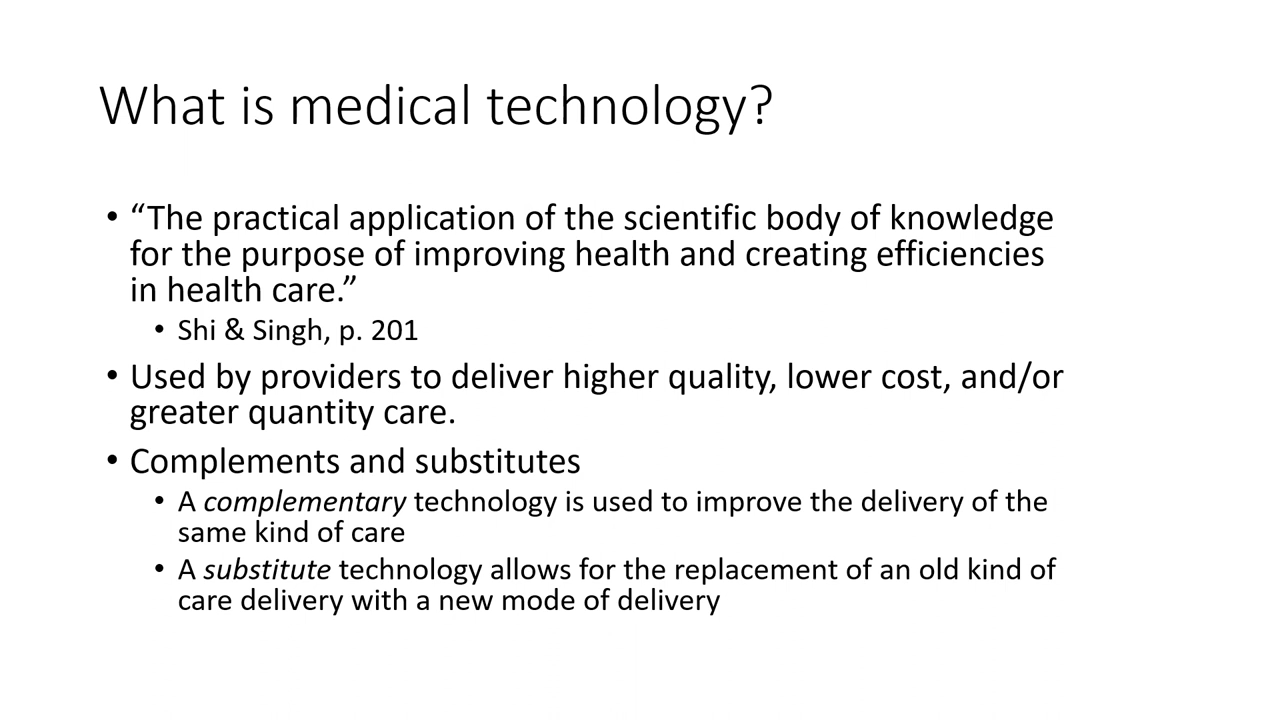 What is medical technology?
• “The practical application of the scientific body of knowledge
for the purpose of improving health and creating efficiencies
in health care.”
• Shi & Singh, p. 201
• Used by providers to deliver higher quality, lower cost, and/or
greater quantity care.
• Complements and substitutes
• A complementary technology is used to improve the delivery of the
same kind of care
• A substitute technology allows for the replacement of an old kind of
care delivery with a new mode of delivery